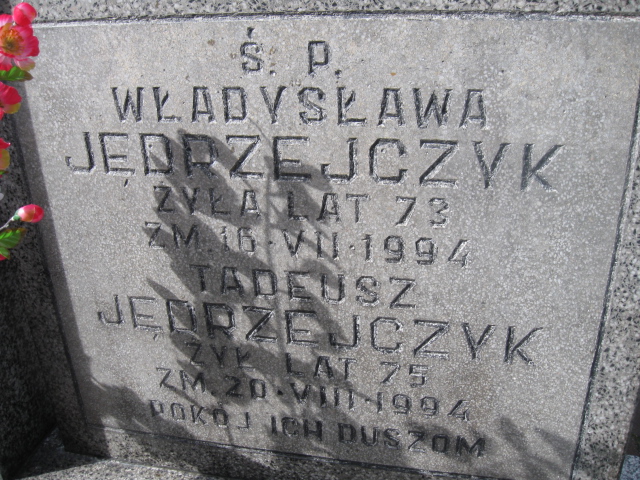 Ś. P.
WŁADYSŁAWA
JĘDRZEJCZYK
ŻYŁA LAT 73
ZM. 16·VII·1994
TADEUSZ
JĘDRZEJCZYK
ŻYŁ LAT 75
ZM. 20·VIII·1994
POKÓJ ICH DUSZOM